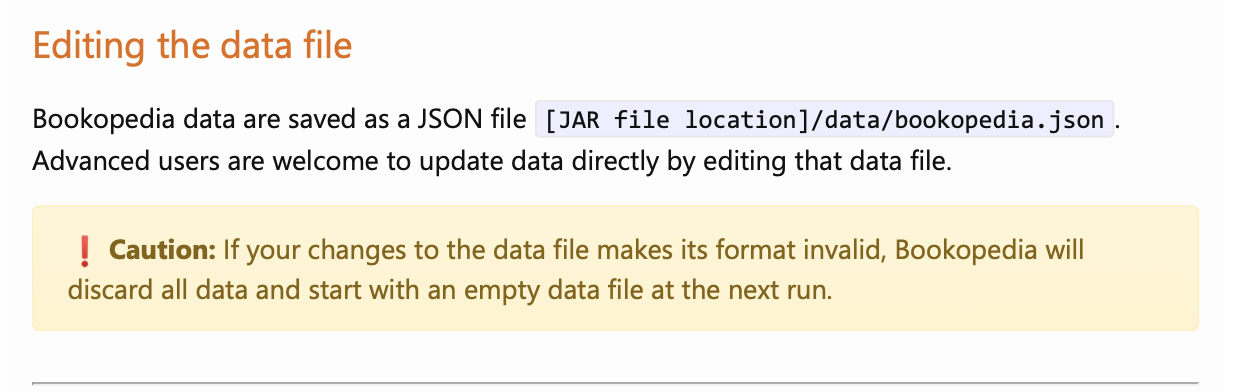 Editing the data file
Bookopedia data are saved as a JSON file [JAR file location]/data/bookopedia.json.
Advanced users are welcome to update data directly by editing that data file.
❗ Caution: If your changes to the data file makes its format invalid, Bookopedia will
discard all data and start with an empty data file at the next run.